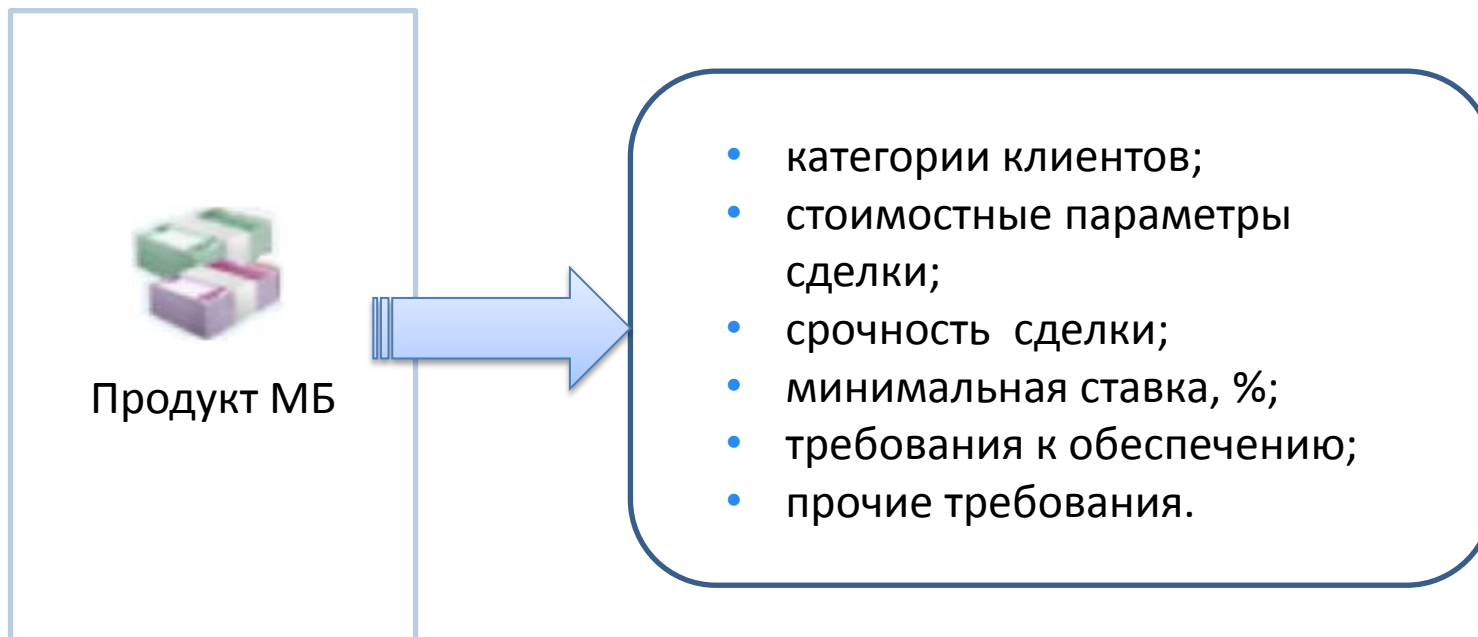 Продукт МБ
• категории клиентов;
• стоимостные параметры
сделки;
• срочность сделки;
• минимальная ставка, %;
• требования к обеспечению;
• прочие требования.